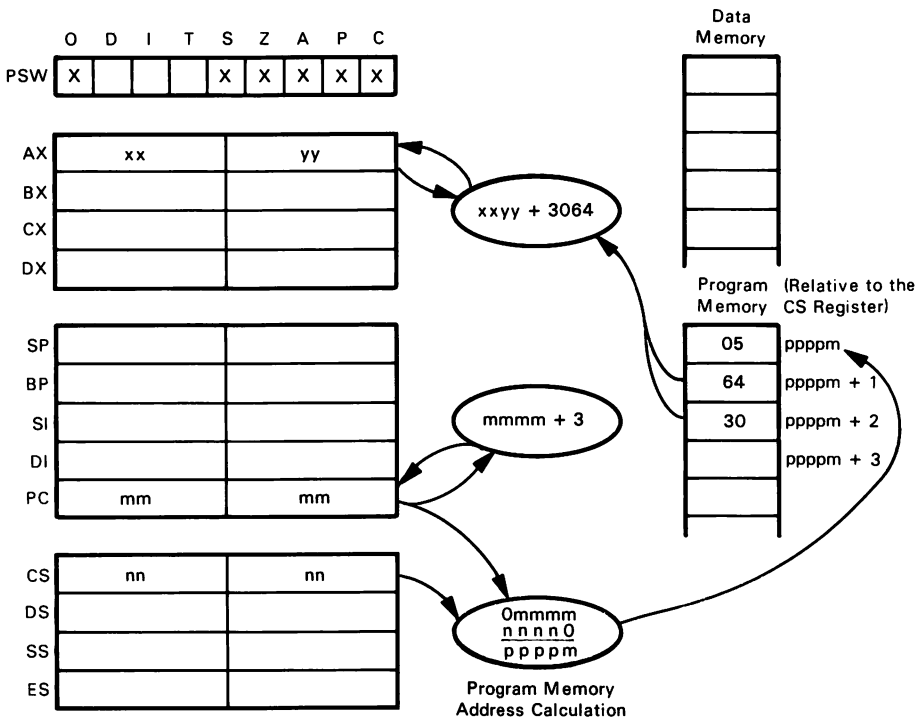 O D I T S Z A P C
PSW X X X X X X
AX xx yy
BX
CX
DX
xxyy + 3064
SP
BP
SI
DI
PC mm mm
mmmm + 3
CS nn nn
DS
SS
ES
0mmmm
nnnn0
ppppm
Program Memory
Address Calculation
Data
Memory
Program
Memory
(Relative to the
CS Register)
05 ppppm
64 ppppm + 1
30 ppppm + 2
ppppm + 3